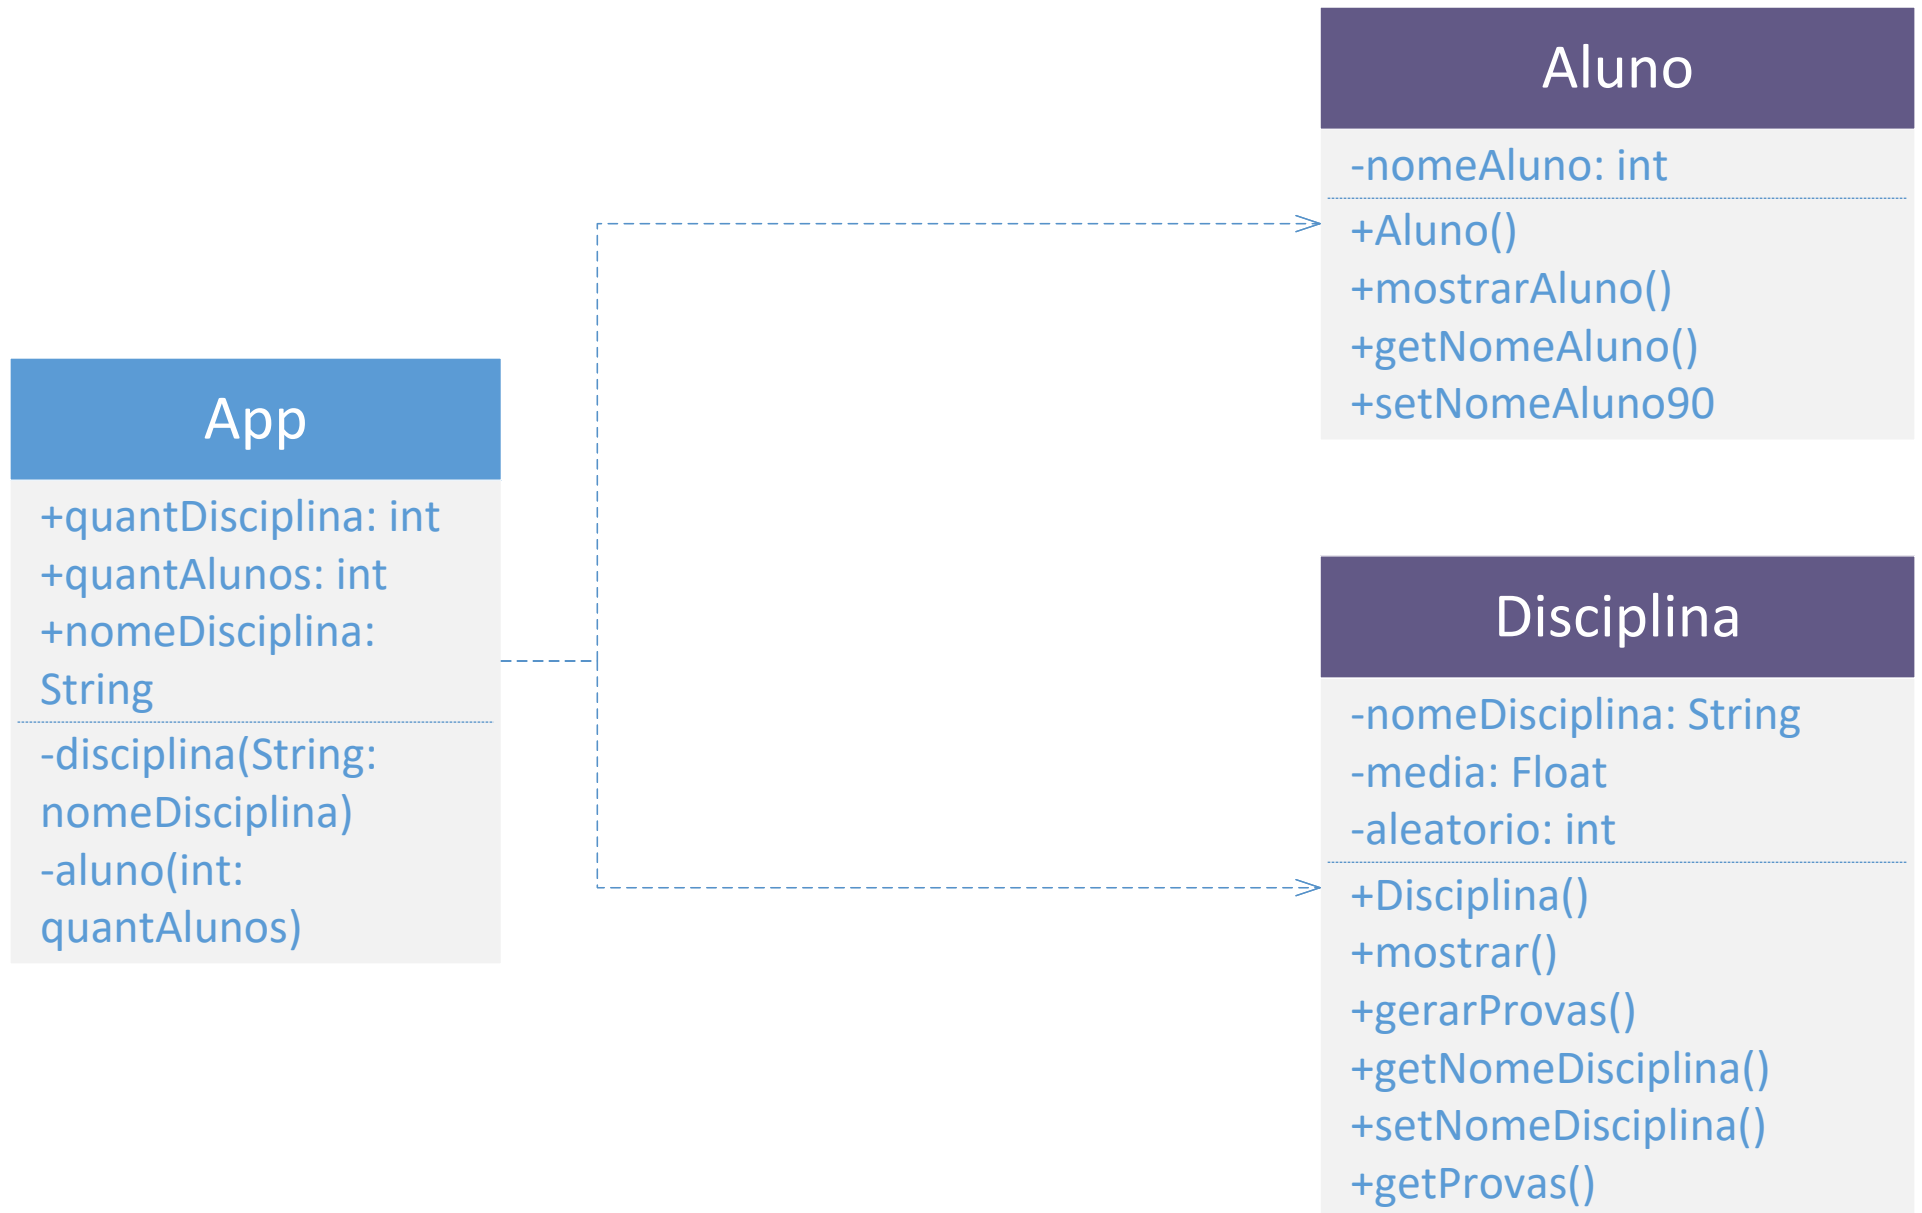 Aluno
-nomeAluno: int
+Aluno()
+mostrarAluno()
+getNomeAluno()
+setNomeAluno90
App
+quantDisciplina: int
+quantAlunos: int
+nomeDisciplina:
String
-disciplina(String:
nomeDisciplina)
-aluno(int:
quantAlunos)
Disciplina
-nomeDisciplina: String
-media: Float
-aleatorio: int
+Disciplina()
+mostrar()
+gerarProvas()
+getNomeDisciplina()
+setNomeDisciplina()
+getProvas()